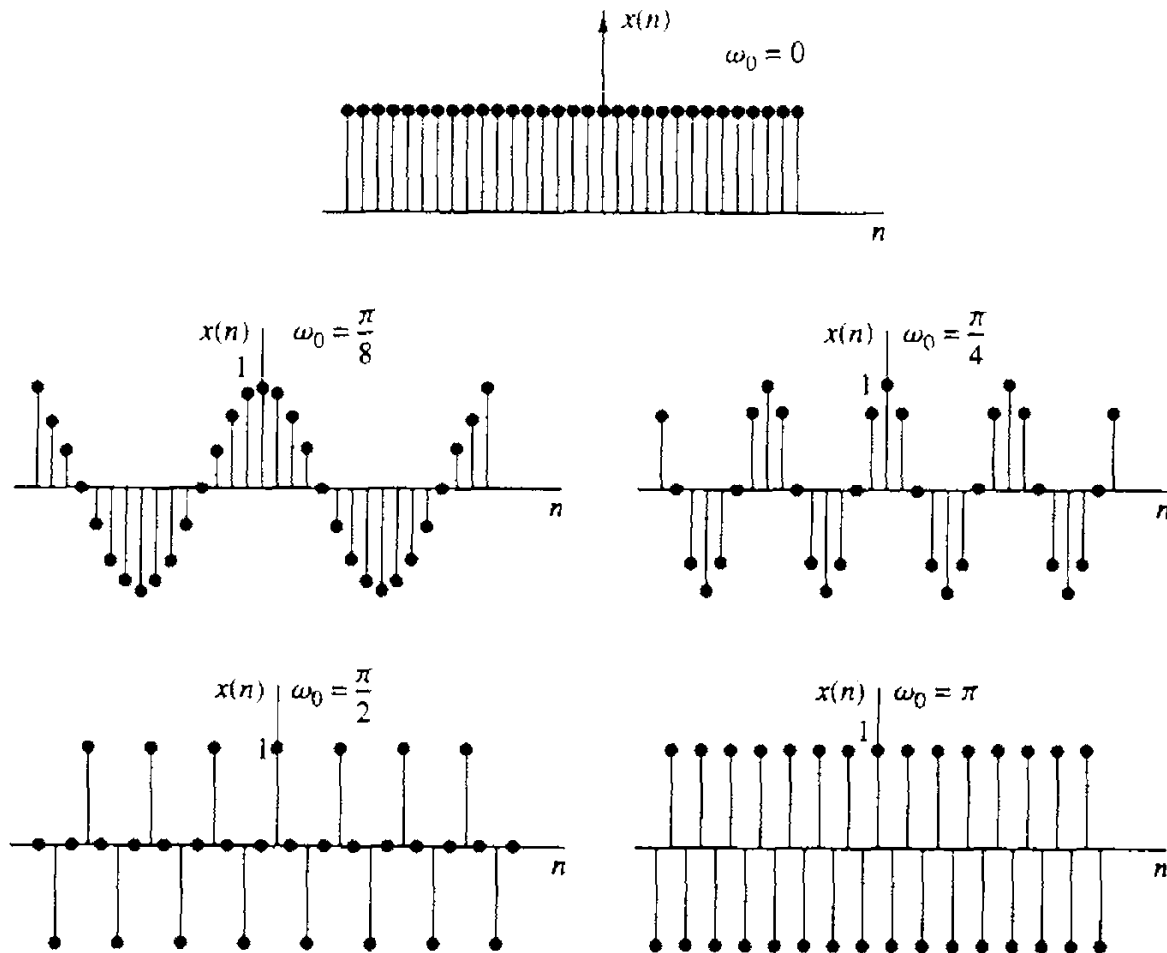 x(n)
ω₀ = 0
n
x(n) ω₀ = π/8
1
n
x(n) ω₀ = π/4
1
n
x(n) ω₀ = π/2
1
n
x(n) ω₀ = π
1
n